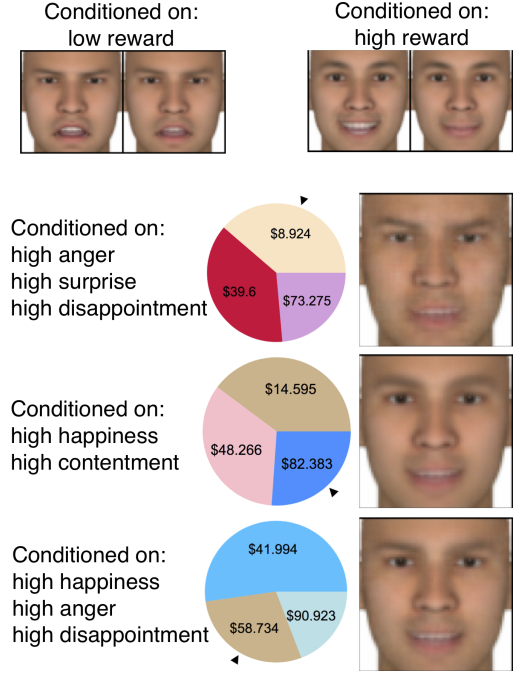 Conditioned on:
low reward
Conditioned on:
high reward
Conditioned on:
high anger
high surprise
high disappointment
$8.924
$39.6
$73.275
Conditioned on:
high happiness
high contentment
$14.595
$48.266
$82.383
Conditioned on:
high happiness
high anger
high disappointment
$41.994
$58.734
$90.923